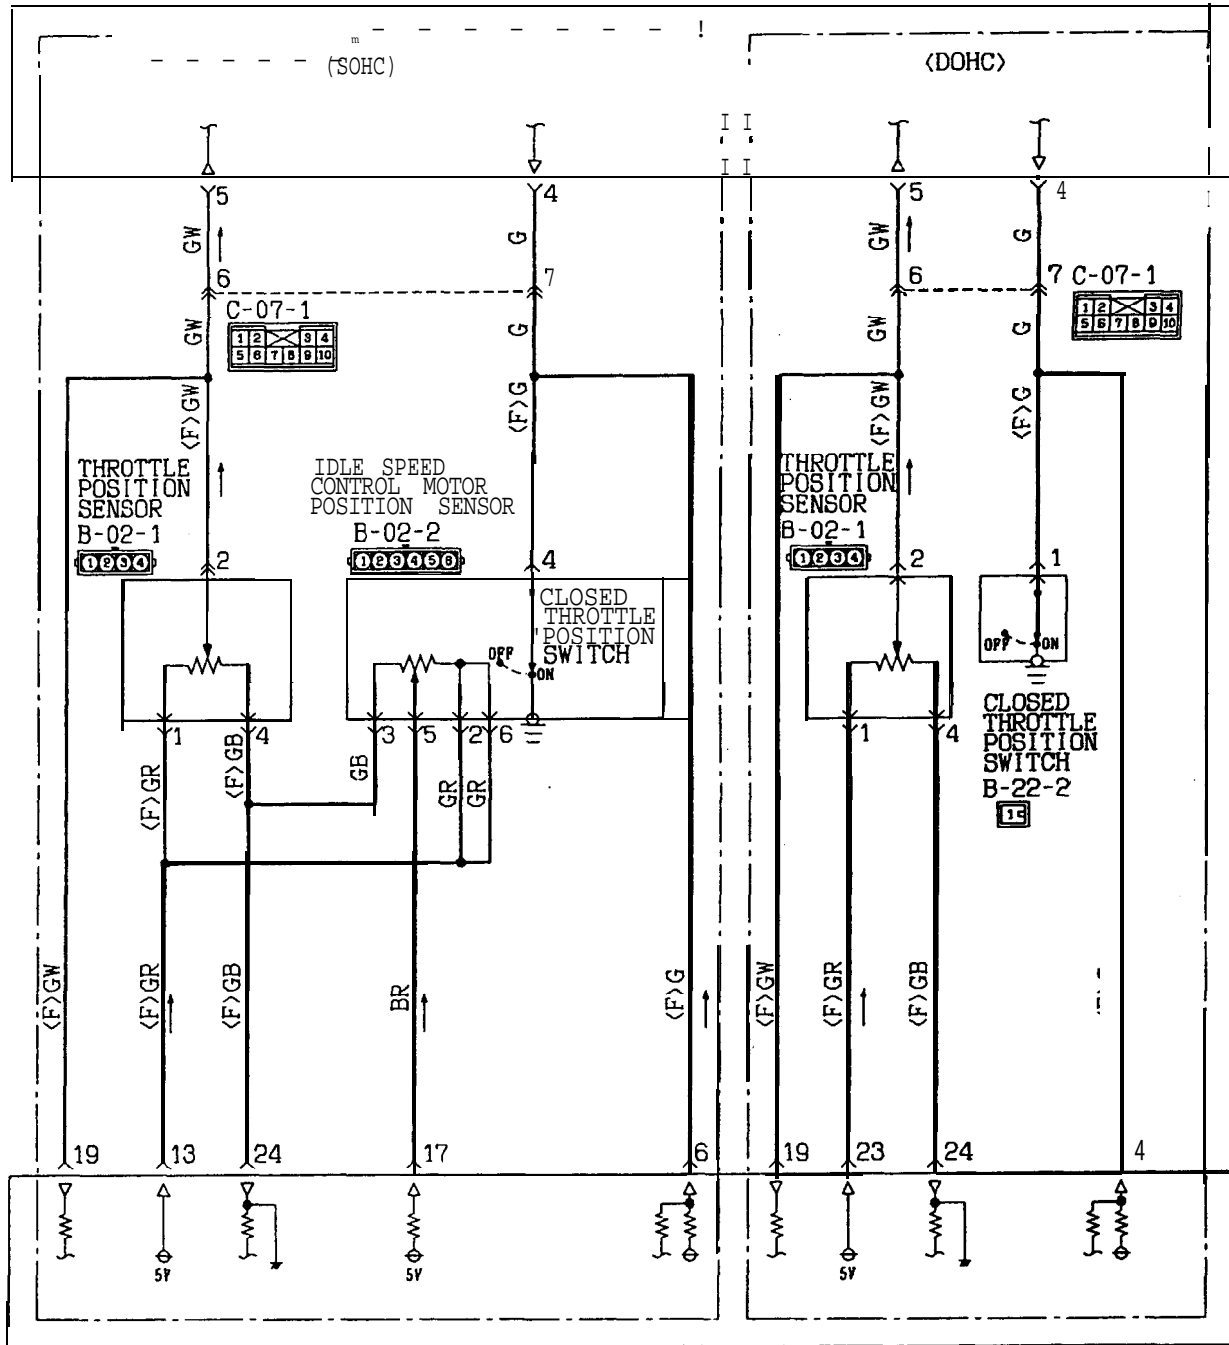 m
(SOHC)
<DOHC>
5
4
5
4
GW
G
GW
G
6
7
6
7
C-07-1
C-07-1
1 2 3 4
5 6 7 8 9 10
1 2 3 4
5 6 7 8 9 10
GW
G
GW
G
<F>GW
<F>G
<F>GW
<F>G
THROTTLE
POSITION
SENSOR
B-02-1
1 2 3 4
IDLE SPEED
CONTROL MOTOR
POSITION SENSOR
B-02-2
1 2 3 4 5 6
THROTTLE
POSITION
SENSOR
B-02-1
1 2 3 4
2
4
2
1
CLOSED
THROTTLE
POSITION
SWITCH
OFF
ON
OFF
ON
1
4
3
5
2
6
1
4
CLOSED
THROTTLE
POSITION
SWITCH
B-22-2
1
<F>GR
<F>GB
GB
GR
GR
<F>GW
<F>GR
<F>GB
BR
<F>G
<F>GW
<F>GR
<F>GB
19
13
24
17
6
19
23
24
4
5V
5V
5V